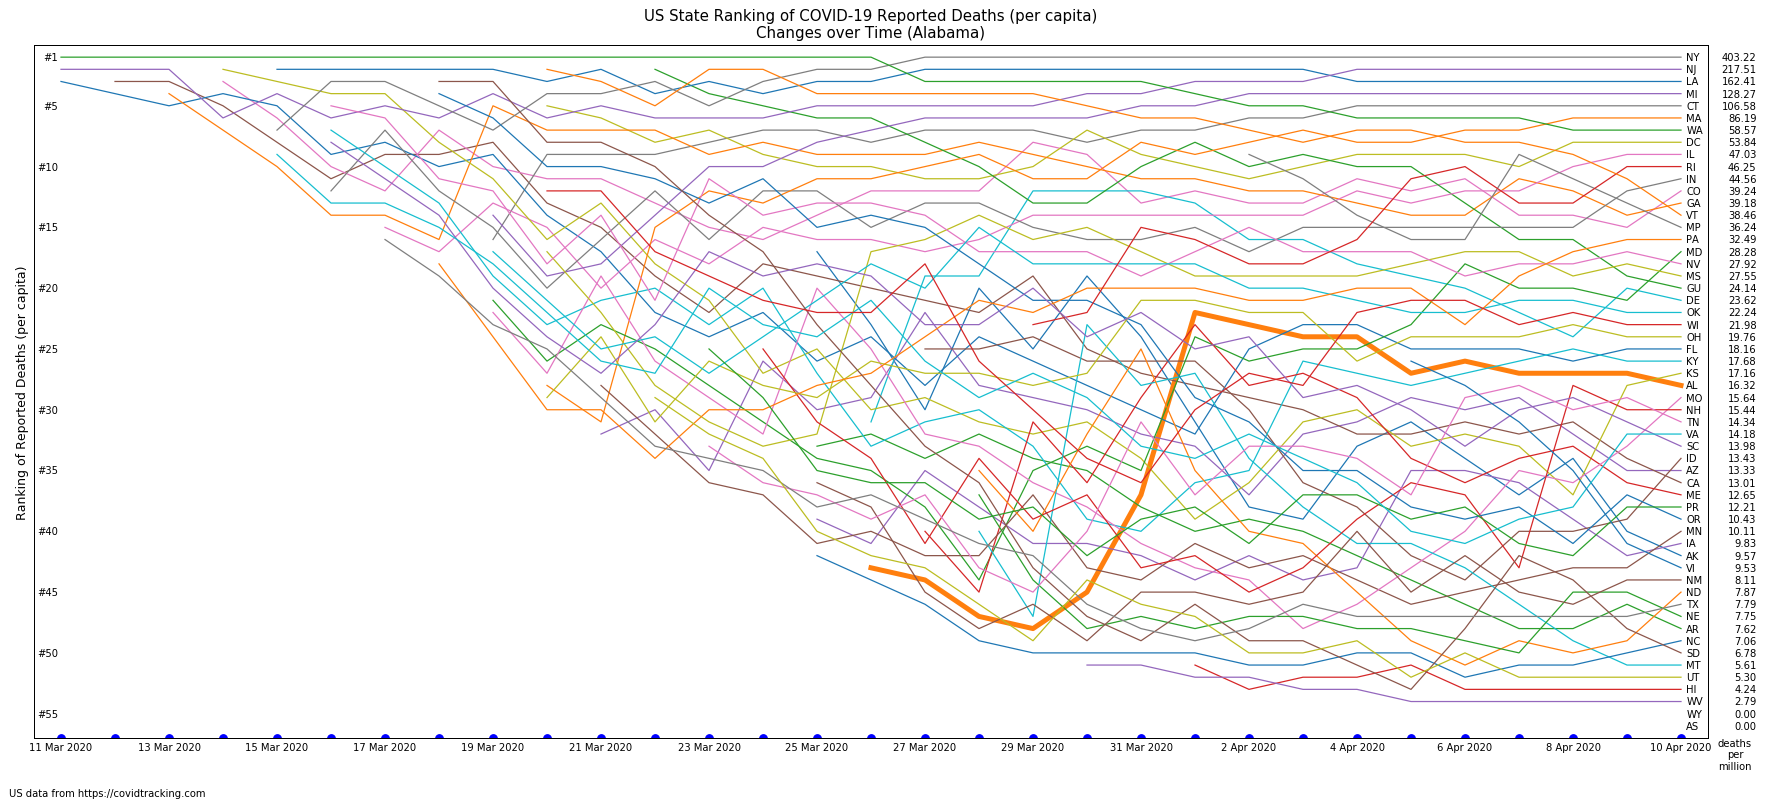 US State Ranking of COVID-19 Reported Deaths (per capita)
Changes over Time (Alabama)
Ranking of Reported Deaths (per capita)
#1
#5
#10
#15
#20
#25
#30
#35
#40
#45
#50
#55
NY 403.22
NJ 217.51
LA 162.41
MI 128.27
CT 106.58
MA 86.19
WA 58.57
DC 53.84
IL 47.03
RI 46.25
IN 44.56
CO 39.24
GA 39.18
VT 38.46
MP 36.24
PA 32.49
MD 28.28
NV 27.92
MS 27.55
GU 24.14
DE 23.62
OK 22.24
WI 21.98
OH 19.76
FL 18.16
KY 17.68
KS 17.16
AL 16.32
MO 15.64
NH 15.44
TN 14.34
VA 14.18
SC 13.98
ID 13.43
AZ 13.33
CA 13.01
ME 12.65
PR 12.21
OR 10.43
MN 10.11
IA 9.83
AK 9.57
VI 9.53
NM 8.11
ND 7.87
TX 7.79
NE 7.75
AR 7.62
NC 7.06
SD 6.78
MT 5.61
UT 5.30
HI 4.24
WV 2.79
WY 0.00
AS 0.00
11 Mar 2020 13 Mar 2020 15 Mar 2020 17 Mar 2020 19 Mar 2020 21 Mar 2020 23 Mar 2020 25 Mar 2020 27 Mar 2020 29 Mar 2020 31 Mar 2020 2 Apr 2020 4 Apr 2020 6 Apr 2020 8 Apr 2020 10 Apr 2020
deaths
per
million
US data from https://covidtracking.com